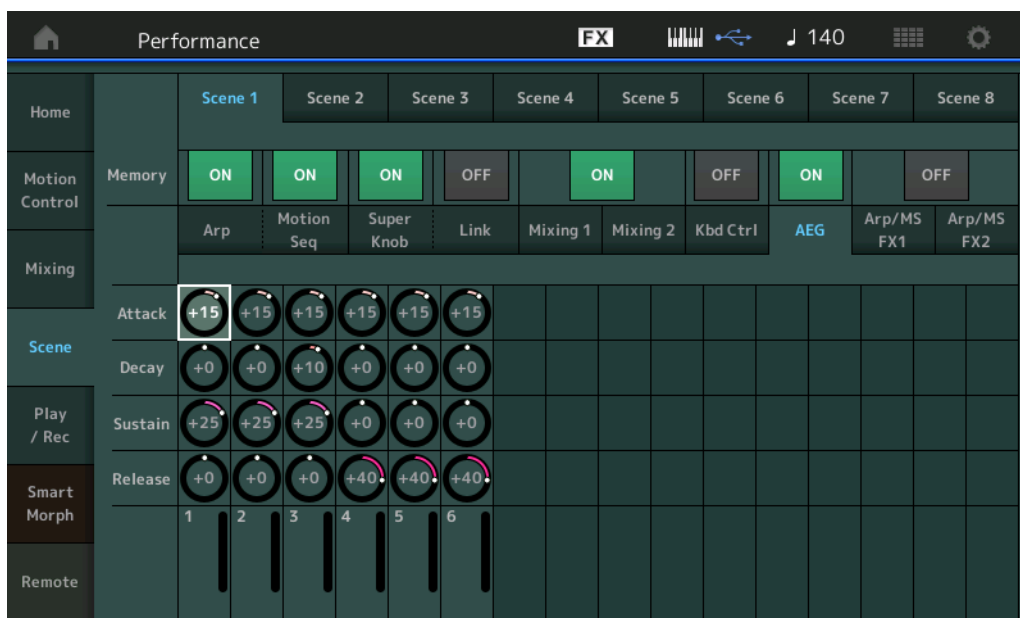 Performance FX 140
Scene 1 Scene 2 Scene 3 Scene 4 Scene 5 Scene 6 Scene 7 Scene 8
Home
Memory ON ON ON OFF ON OFF ON OFF
Motion
Control
Arp Motion
Seq Super
Knob Link Mixing 1 Mixing 2 Kbd Ctrl AEG Arp/MS
FX1 Arp/MS
FX2
Mixing
Attack +15 +15 +15 +15 +15 +15
Scene
Decay +0 +0 +10 +0 +0 +0
Play
/ Rec
Sustain +25 +25 +25 +0 +0 +0
Release +0 +0 +0 +40 +40 +40
Smart
Morph
1 2 3 4 5 6
Remote